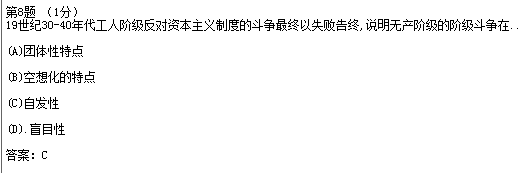 第8题 （1分）
19世纪30-40年代工人阶级反对资本主义制度的斗争最终以失败告终,说明无产阶级的阶级斗争存在..
(A)团体性特点
(B)空想化的特点
(C)自发性
(D).盲目性
答案：C